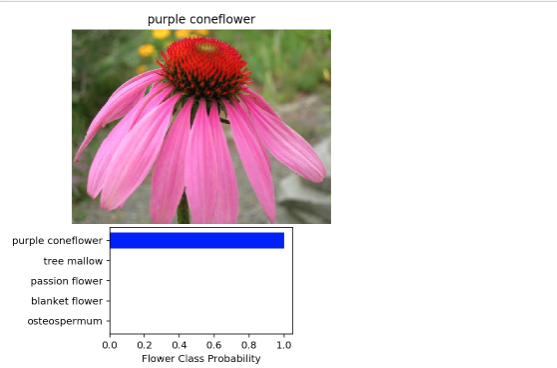 purple coneflower
purple coneflower
tree mallow
passion flower
blanket flower
osteospermum
0.0 0.2 0.4 0.6 0.8 1.0
Flower Class Probability